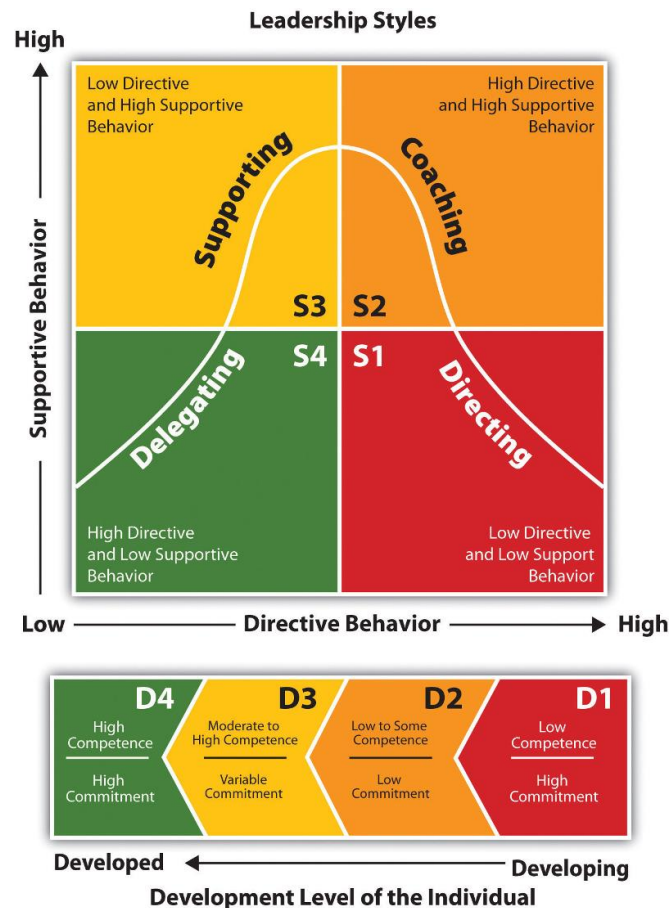 Leadership Styles
High
Low Directive
and High Supportive
Behavior
High Directive
and High Supportive
Behavior
Supporting
Coaching
S3
S2
Supportive Behavior
S4
S1
Delegating
Directing
High Directive
and Low Supportive
Behavior
Low Directive
and Low Support
Behavior
Low
Directive Behavior
High
D4
High
Competence
High
Commitment
D3
Moderate to
High Competence
Variable
Commitment
D2
Low to Some
Competence
Low
Commitment
D1
Low
Competence
High
Commitment
Developed
Developing
Development Level of the Individual